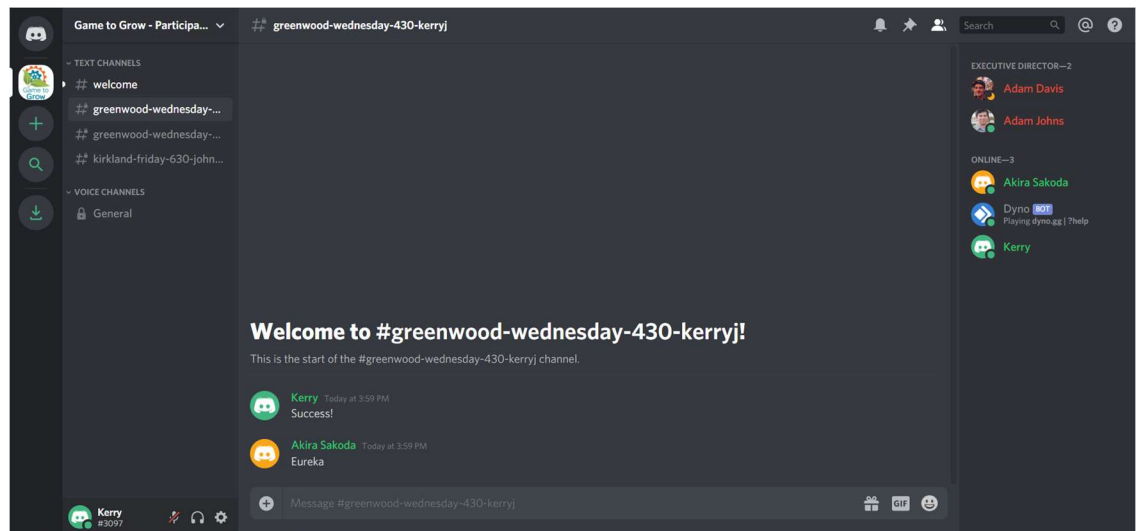 Game to Grow - Participa...
greenwood-wednesday-430-kerryj
Search
Game to
Grow
TEXT CHANNELS
welcome
greenwood-wednesday-...
greenwood-wednesday-...
kirkland-friday-630-john...
VOICE CHANNELS
General
Welcome to #greenwood-wednesday-430-kerryj!
This is the start of the #greenwood-wednesday-430-kerryj channel.
Kerry Today at 3:59 PM
Success!
Akira Sakoda Today at 3:59 PM
Eureka
Message #greenwood-wednesday-430-kerryj
GIF
Kerry
#3097
EXECUTIVE DIRECTOR—2
Adam Davis
Adam Johns
ONLINE—3
Akira Sakoda
Dyno BOT
Playing dyno.gg | ?help
Kerry